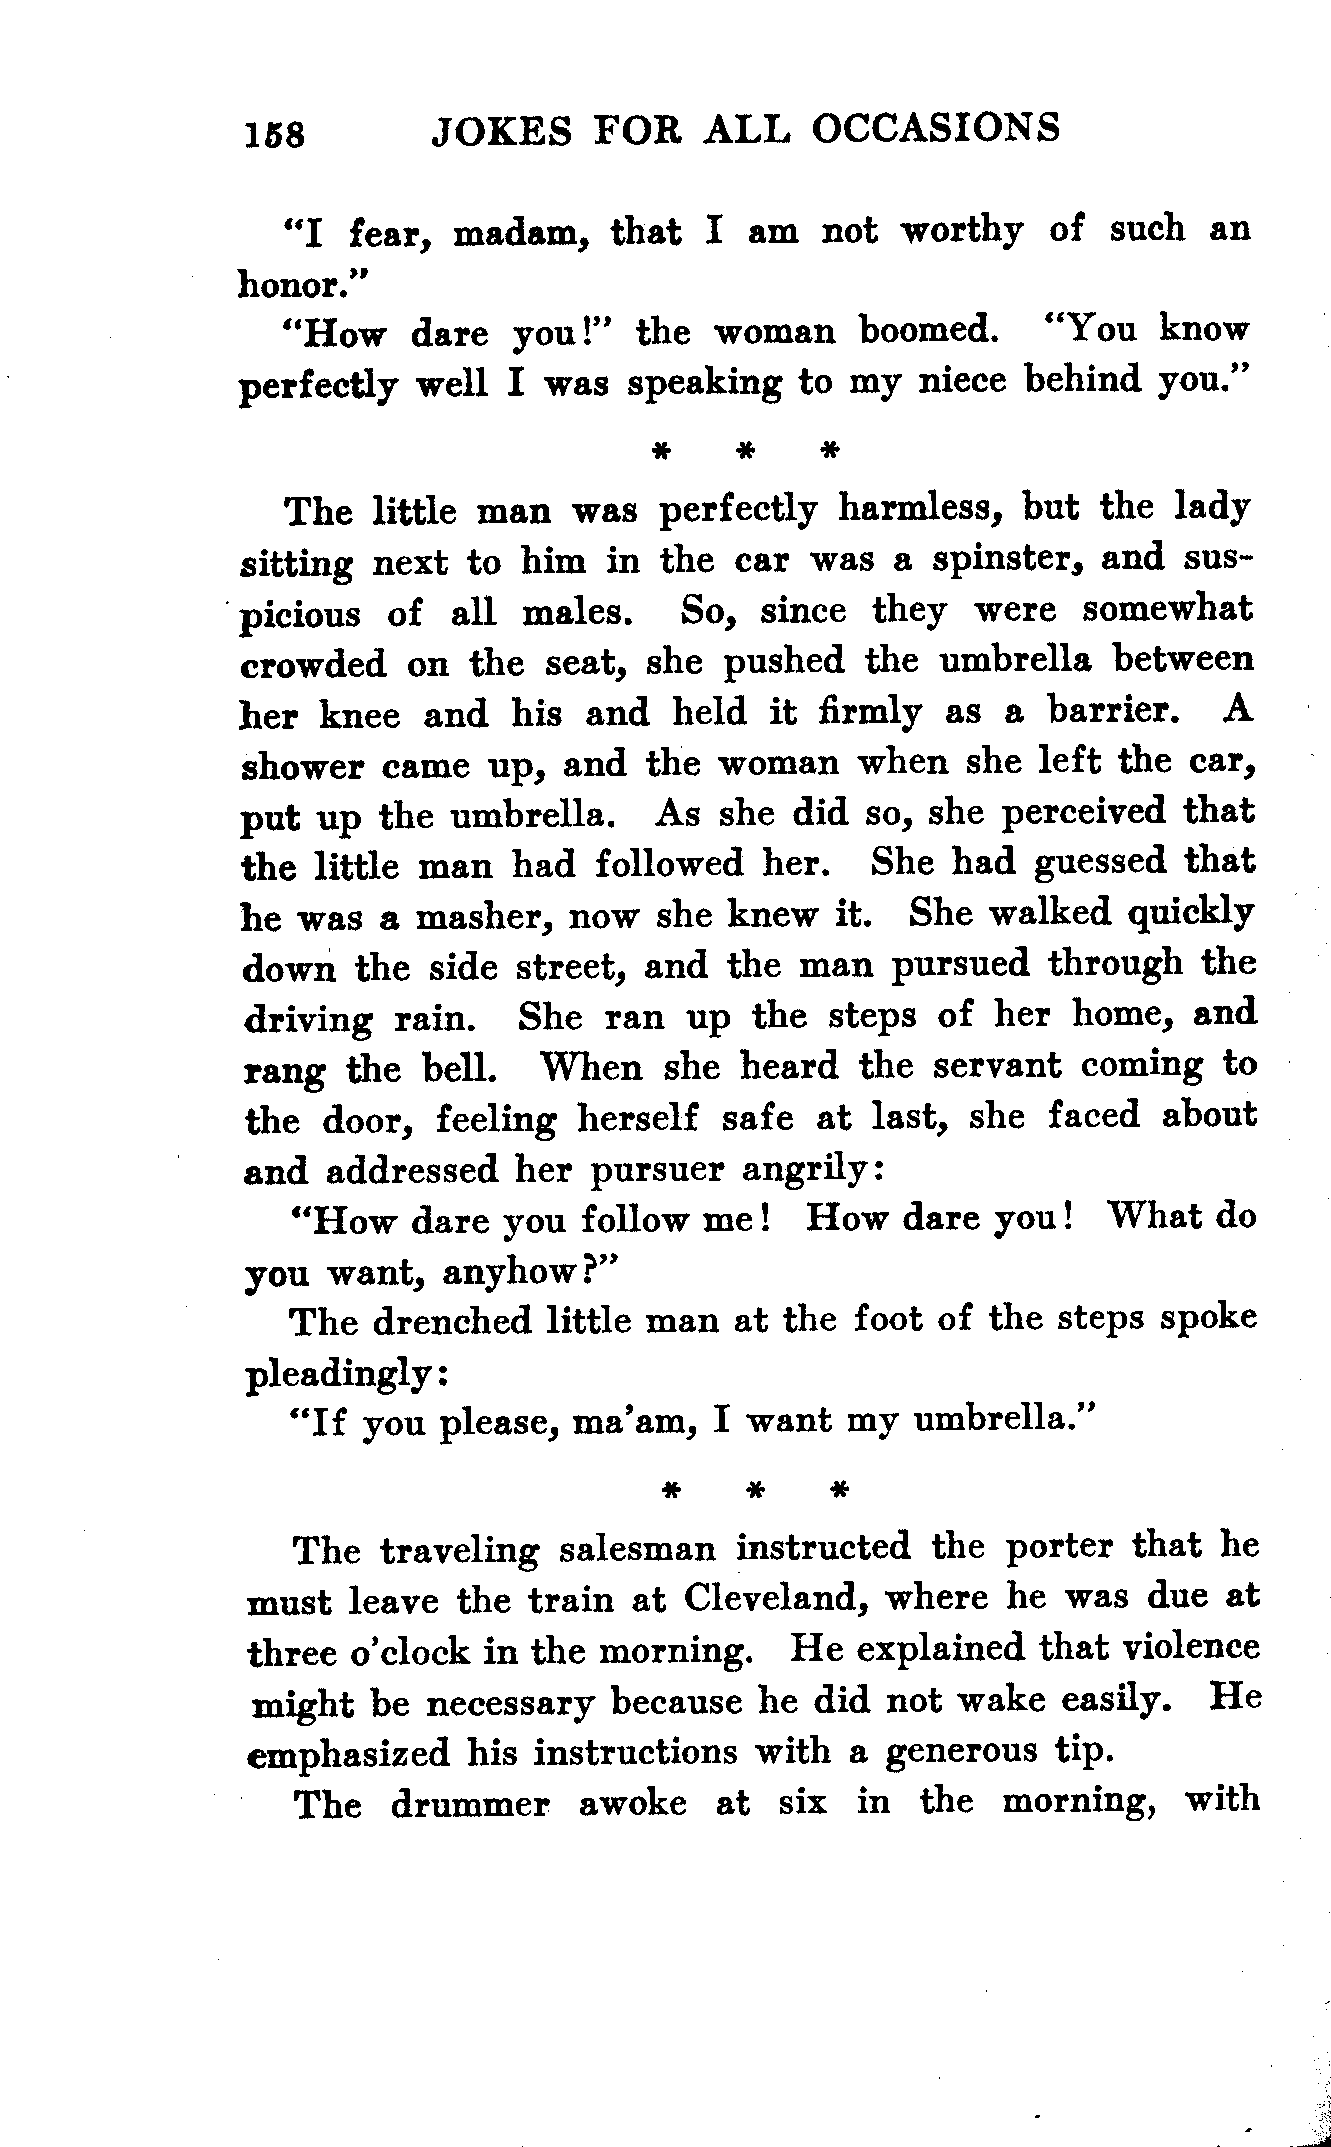 158 JOKES FOR ALL OCCASIONS
“I fear, madam, that I am not worthy of such an
honor.”
“How dare you!” the woman boomed. “You know
perfectly well I was speaking to my niece behind you.”
* * *
The little man was perfectly harmless, but the lady
sitting next to him in the car was a spinster, and sus-
picious of all males. So, since they were somewhat
crowded on the seat, she pushed the umbrella between
her knee and his and held it firmly as a barrier. A
shower came up, and the woman when she left the car,
put up the umbrella. As she did so, she perceived that
the little man had followed her. She had guessed that
he was a masher, now she knew it. She walked quickly
down the side street, and the man pursued through the
driving rain. She ran up the steps of her home, and
rang the bell. When she heard the servant coming to
the door, feeling herself safe at last, she faced about
and addressed her pursuer angrily:
“How dare you follow me! How dare you! What do
you want, anyhow?”
The drenched little man at the foot of the steps spoke
pleadingly:
“If you please, ma’am, I want my umbrella.”
* * *
The traveling salesman instructed the porter that he
must leave the train at Cleveland, where he was due at
three o’clock in the morning. He explained that violence
might be necessary because he did not wake easily. He
emphasized his instructions with a generous tip.
The drummer awoke at six in the morning, with